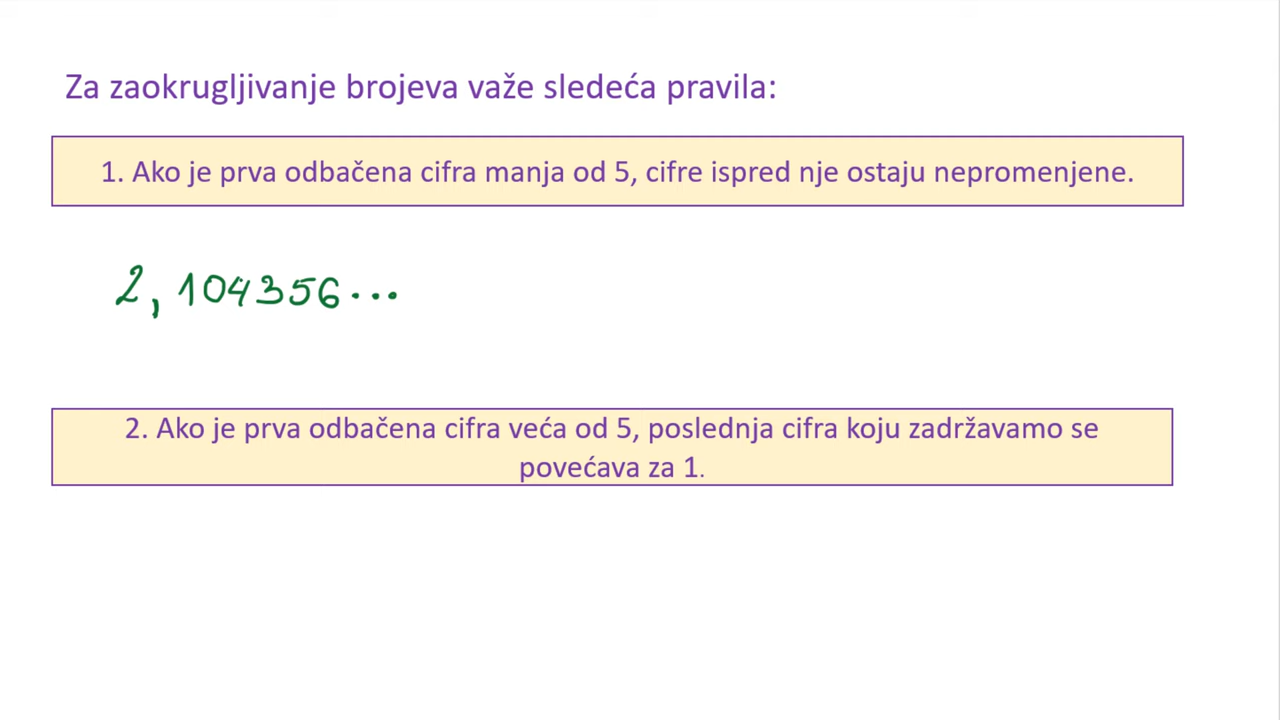 Za zaokrugljivanje brojeva važe sledeća pravila:
1. Ako je prva odbačena cifra manja od 5, cifre ispred nje ostaju nepromenjene.
2,104356...
2. Ako je prva odbačena cifra veća od 5, poslednja cifra koju zadržavamo se
povećava za 1.